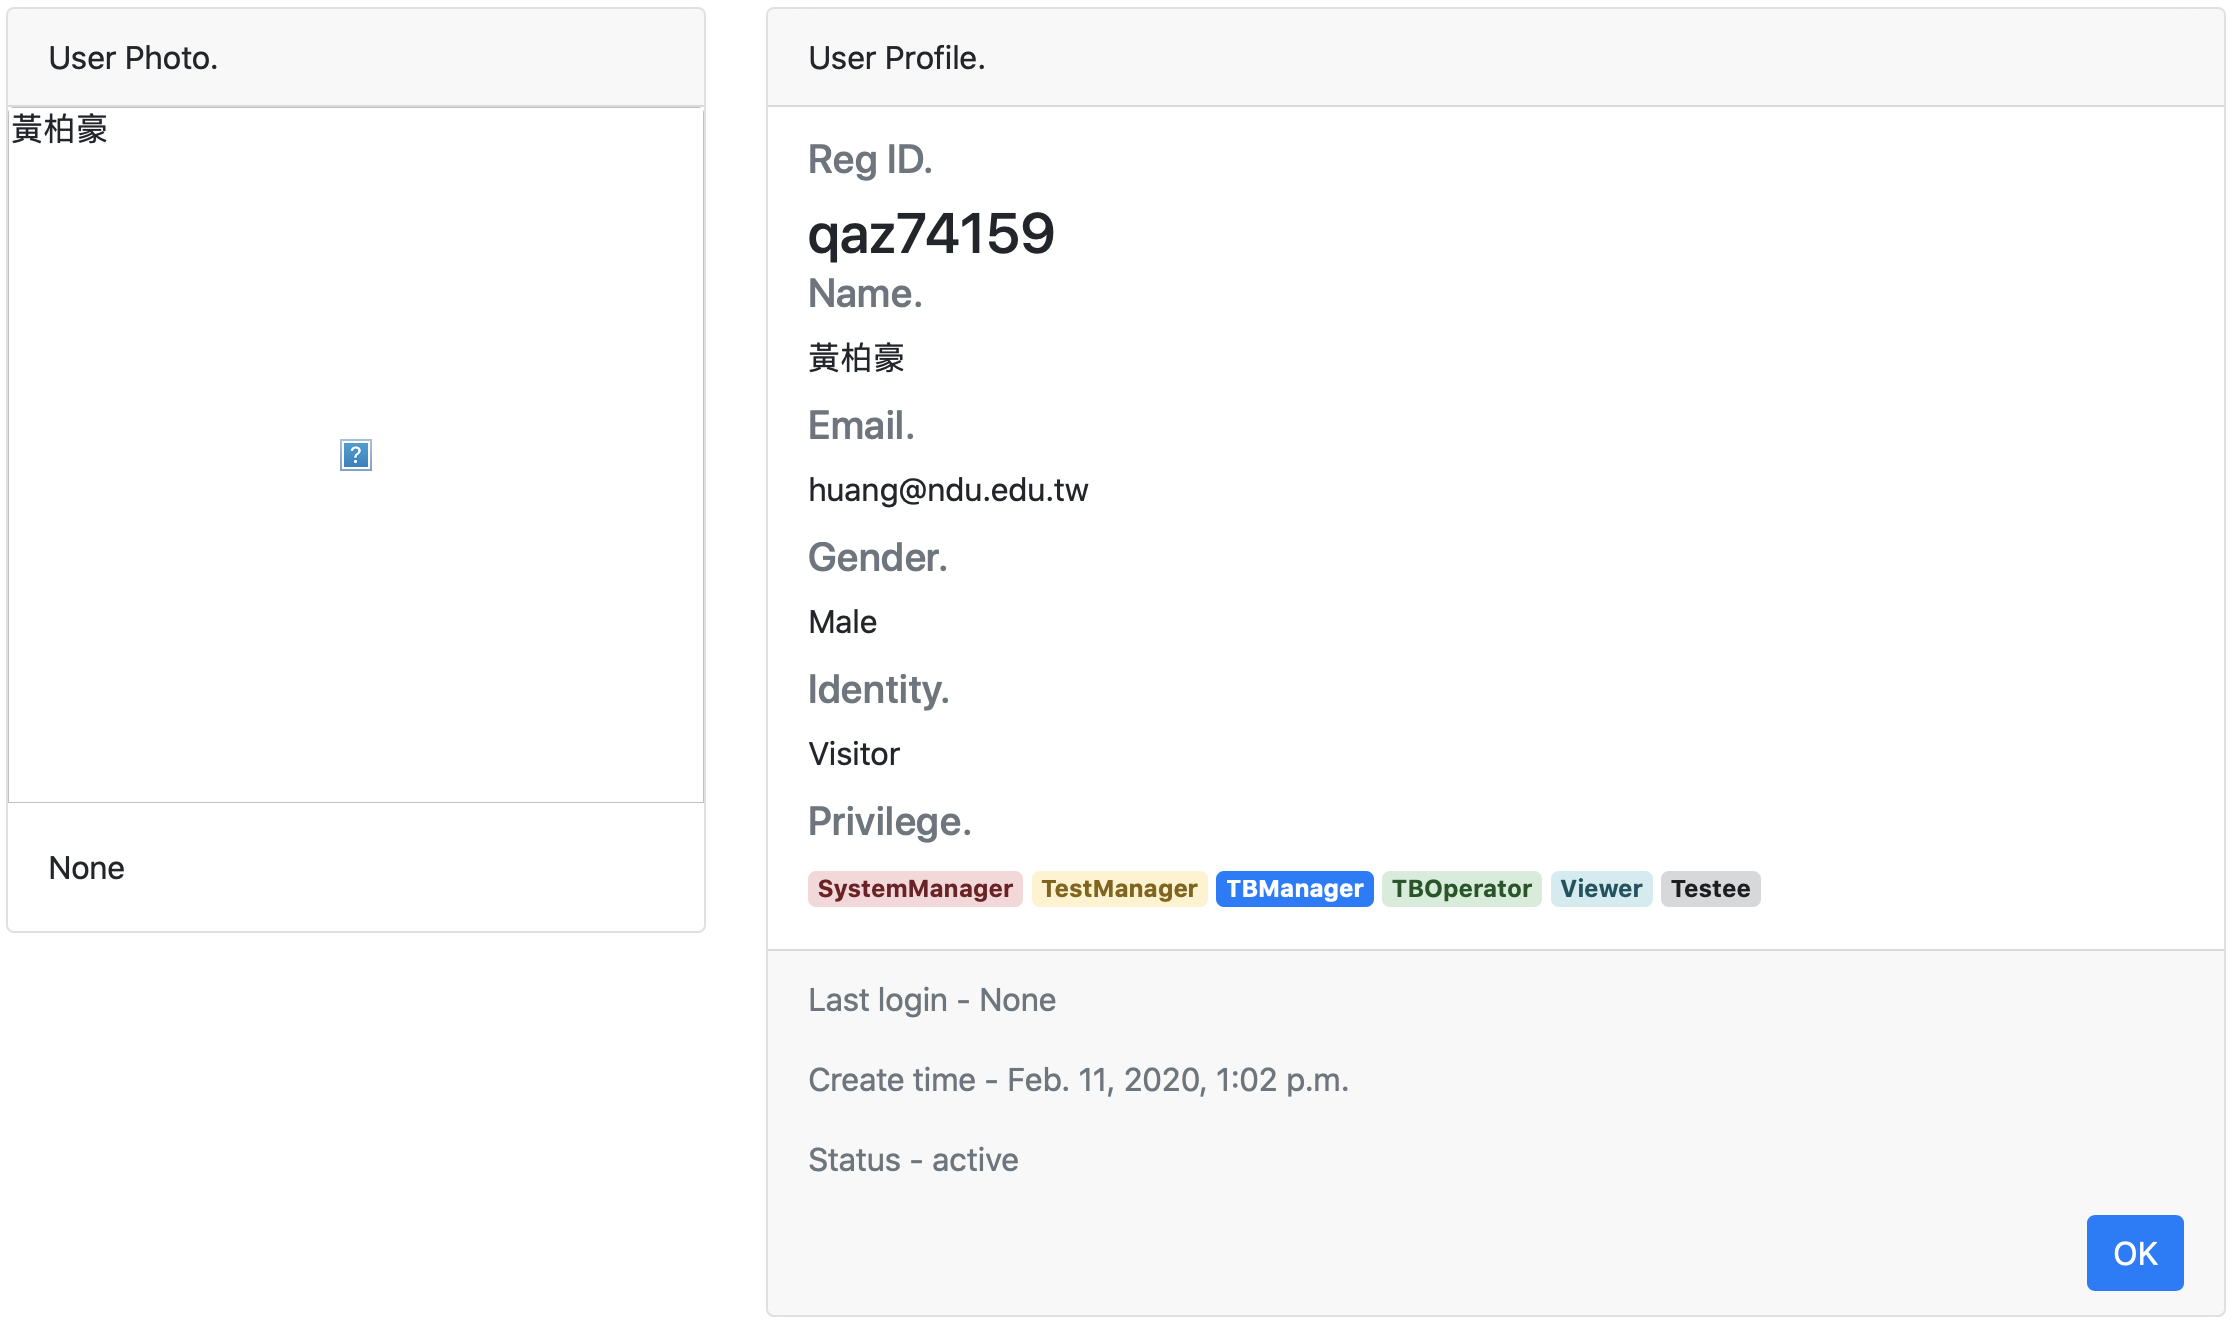 User Photo.
黃柏豪
?
None
User Profile.
Reg ID.
qaz74159
Name.
黃柏豪
Email.
huang@ndu.edu.tw
Gender.
Male
Identity.
Visitor
Privilege.
SystemManager TestManager TBManager TBOperator Viewer Testee
Last login - None
Create time - Feb. 11, 2020, 1:02 p.m.
Status - active
OK